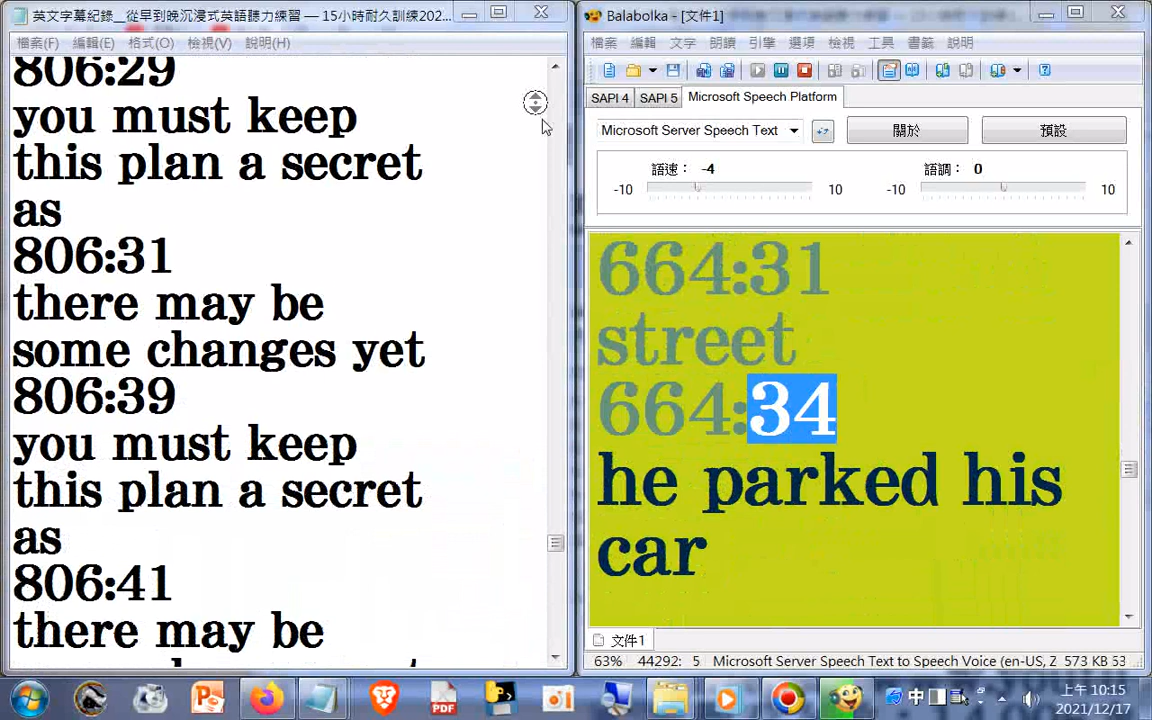 英文字幕紀錄__從早到晚沉浸式英語聽力練習 — 15小時耐久訓練202...
檔案(F) 編輯(E) 格式(O) 檢視(V) 說明(H)
806:29
you must keep
this plan a secret
as
806:31
there may be
some changes yet
806:39
you must keep
this plan a secret
as
806:41
there may be
Balabolka - [文件1]
檔案 編輯 文字 朗讀 引擎 選項 檢視 工具 書籤 說明
SAPI 4 SAPI 5 Microsoft Speech Platform
Microsoft Server Speech Text 關於 預設
語速: -4 語調: 0
-10 10 -10 10
664:31
street
664:34
he parked his
car
文件1
63% 44292: 5 Microsoft Server Speech Text to Speech Voice (en-US, Z 573 KB 53
PDF 中 上午 10:15
2021/12/17